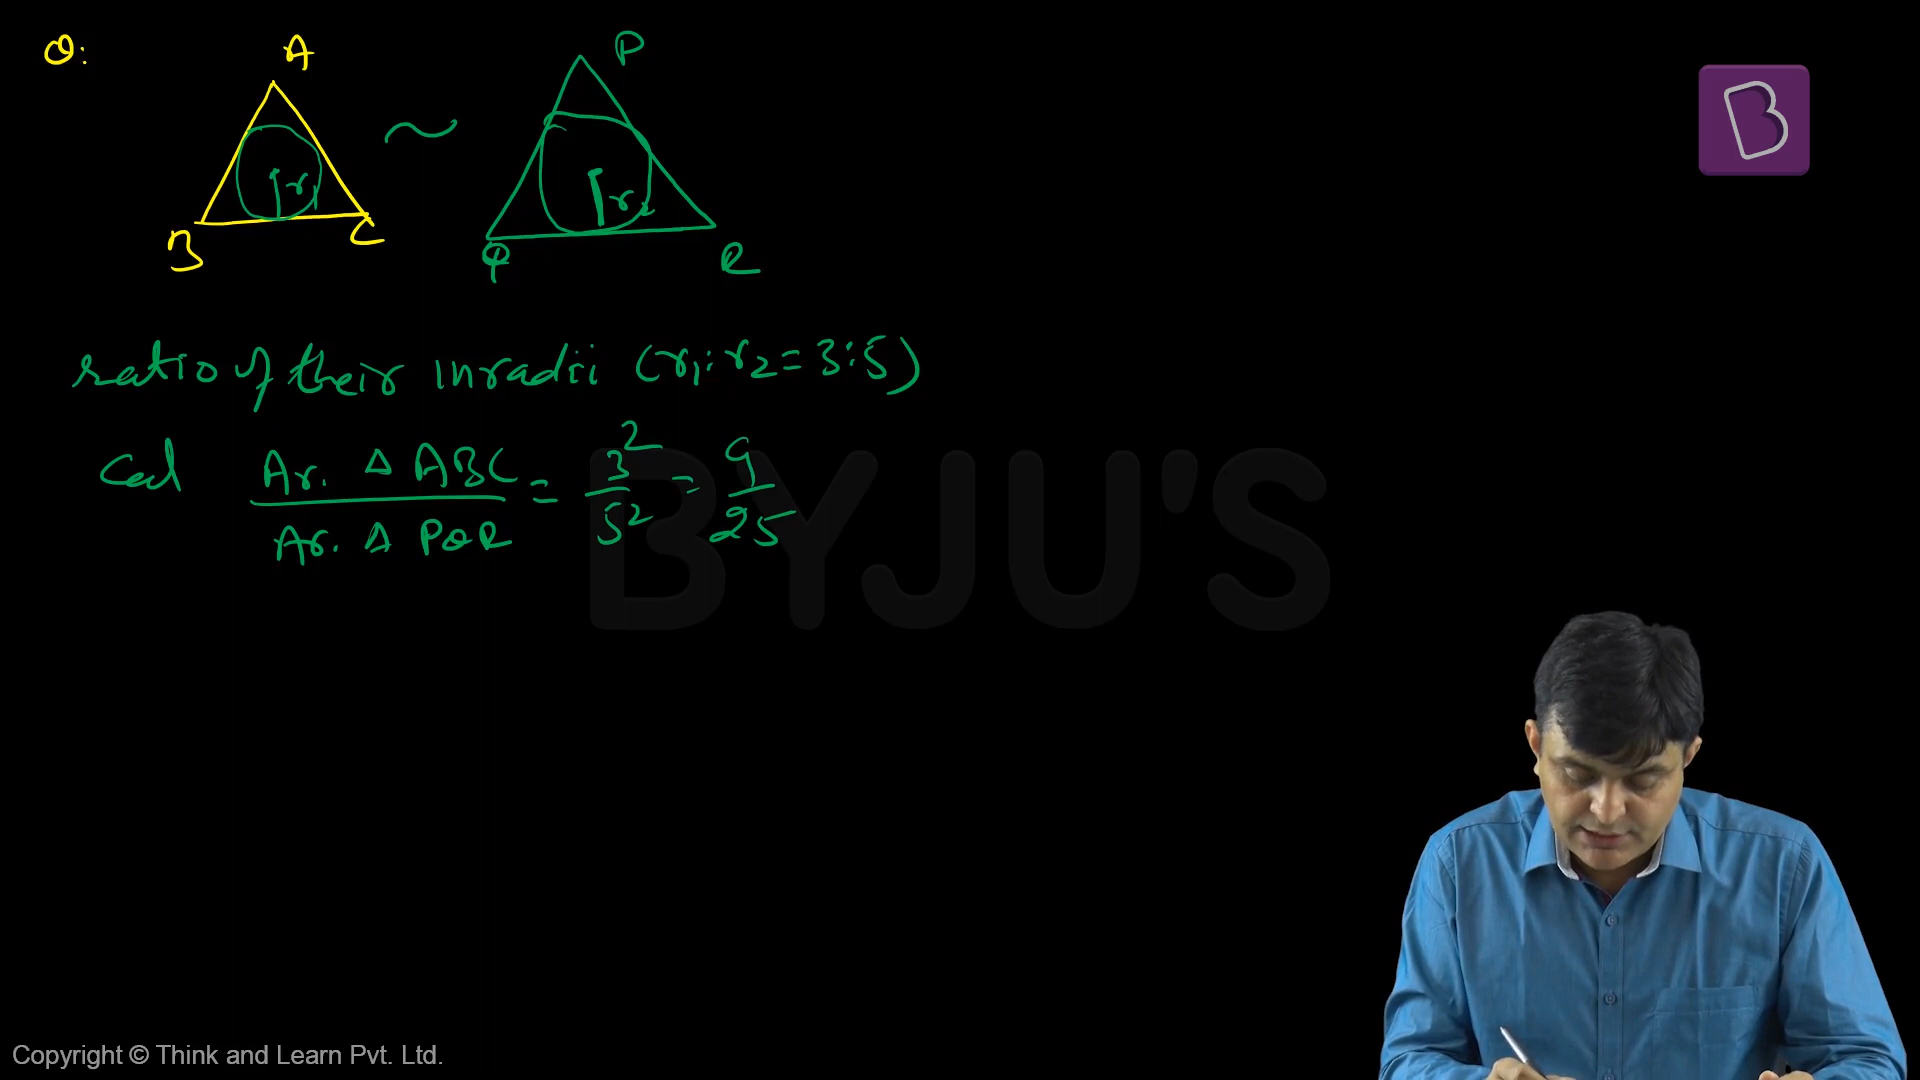 Q:
A
P
~
r₁
r₂
B
C
Q
R
B
ratio of their inradii (r₁:r₂=3:5)
Cal Ar. Δ ABC / Ar. Δ PQR = 3² / 5² = 9 / 25
BYJU'S
Copyright © Think and Learn Pvt. Ltd.